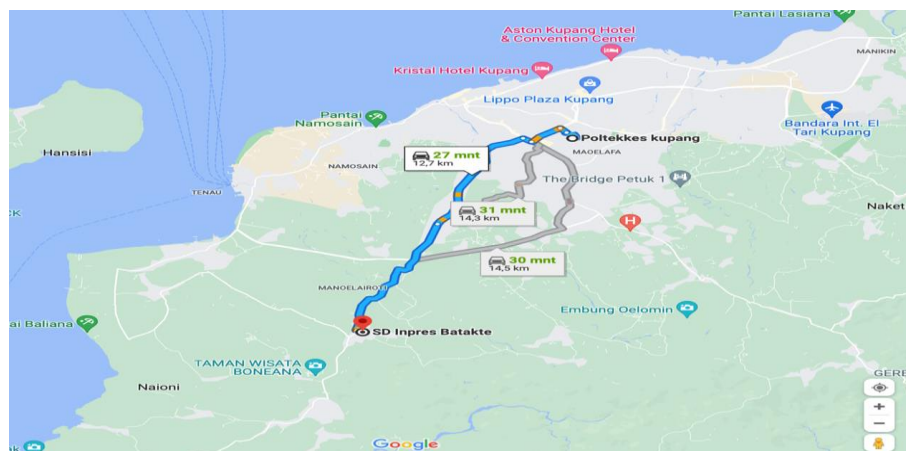 Pantai Lasiana
Aston Kupang Hotel
& Convention Center
MANIKIN
Kristal Hotel Kupang
Lippo Plaza Kupang
Pantai
Namosain
Bandara Int. El
Tari Kupang
Poltekkes kupang
Hansisi
NAMOSAIN
27 mnt
12,7 km
MAOELAFA
The Bridge Petuk 1
TENAU
Naket
CK
31 mnt
14,3 km
H
30 mnt
14,5 km
MANOELAIROTI
Embung Oelomin
ai Baliana
SD Inpres Batakte
TAMAN WISATA
BONEANA
GERE
Naioni
Google